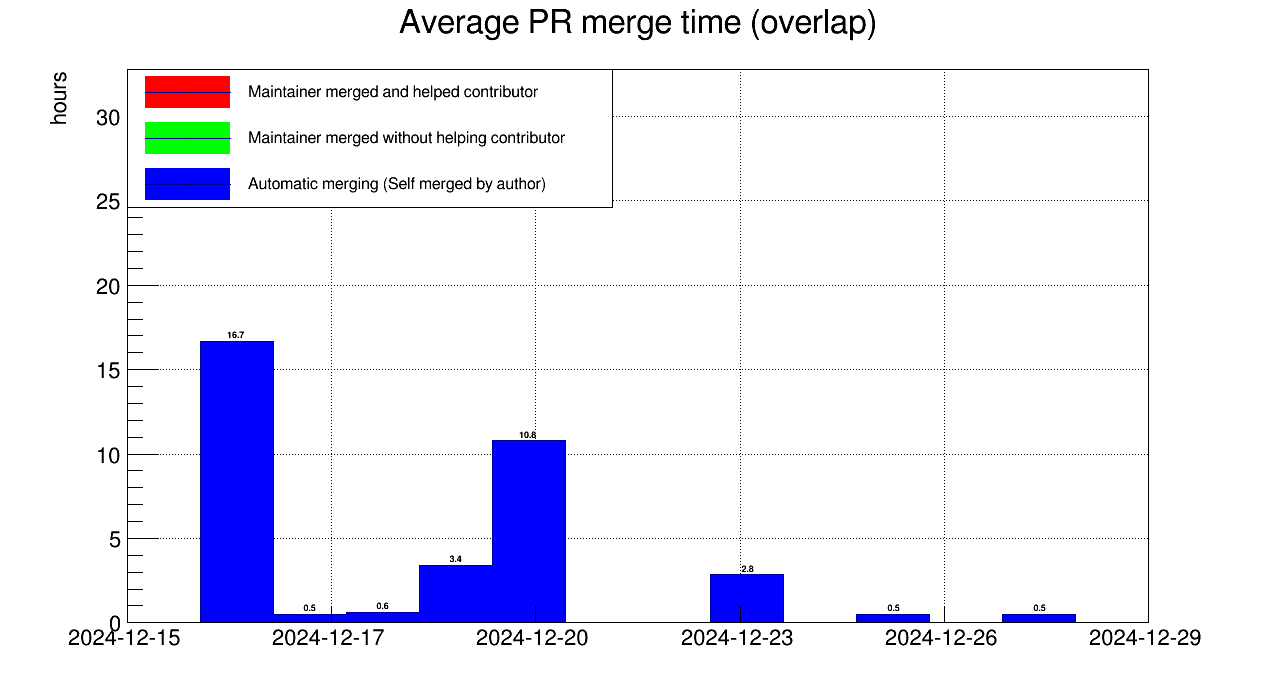 Average PR merge time (overlap)
hours
Maintainer merged and helped contributor
Maintainer merged without helping contributor
Automatic merging (Self merged by author)
30
25
20
15
10
5
0
16.7
0.5
0.6
3.4
10.8
2.8
0.5
0.5
2024-12-15 2024-12-17 2024-12-20 2024-12-23 2024-12-26 2024-12-29